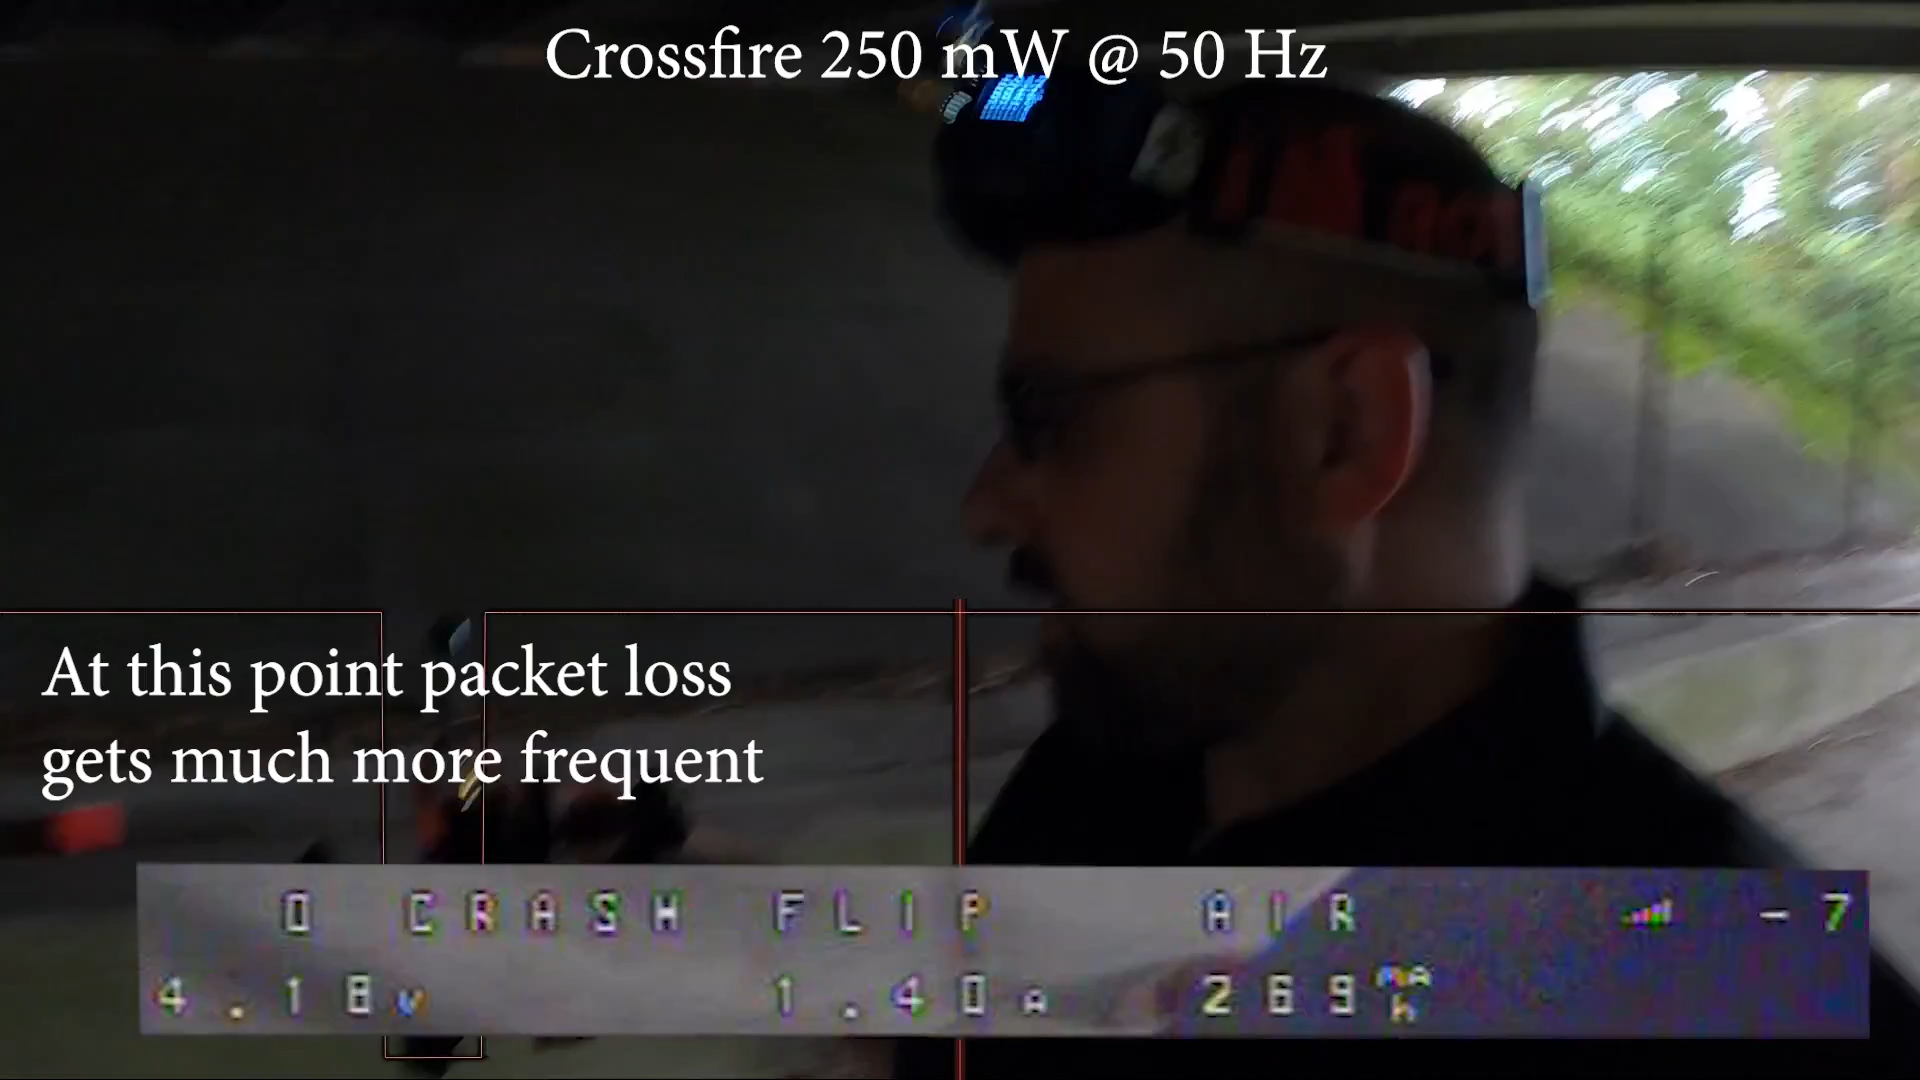 Crossfire 250 mW @ 50 Hz
At this point packet loss
gets much more frequent
0 CRASH FLIP AIR -7
4.18V 1.40A 269mAh